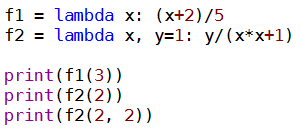 f1 = lambda x: (x+2)/5
f2 = lambda x, y=1: y/(x*x+1)
print(f1(3))
print(f2(2))
print(f2(2, 2))